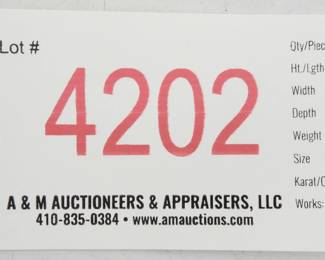 Lot #
4202
A & M AUCTIONEERS & APPRAISERS, LLC
410-835-0384 • www.amauctions.com
Qty/Piec
Ht./Lgth
Width
Depth
Weight
Size
Karat/
Works: